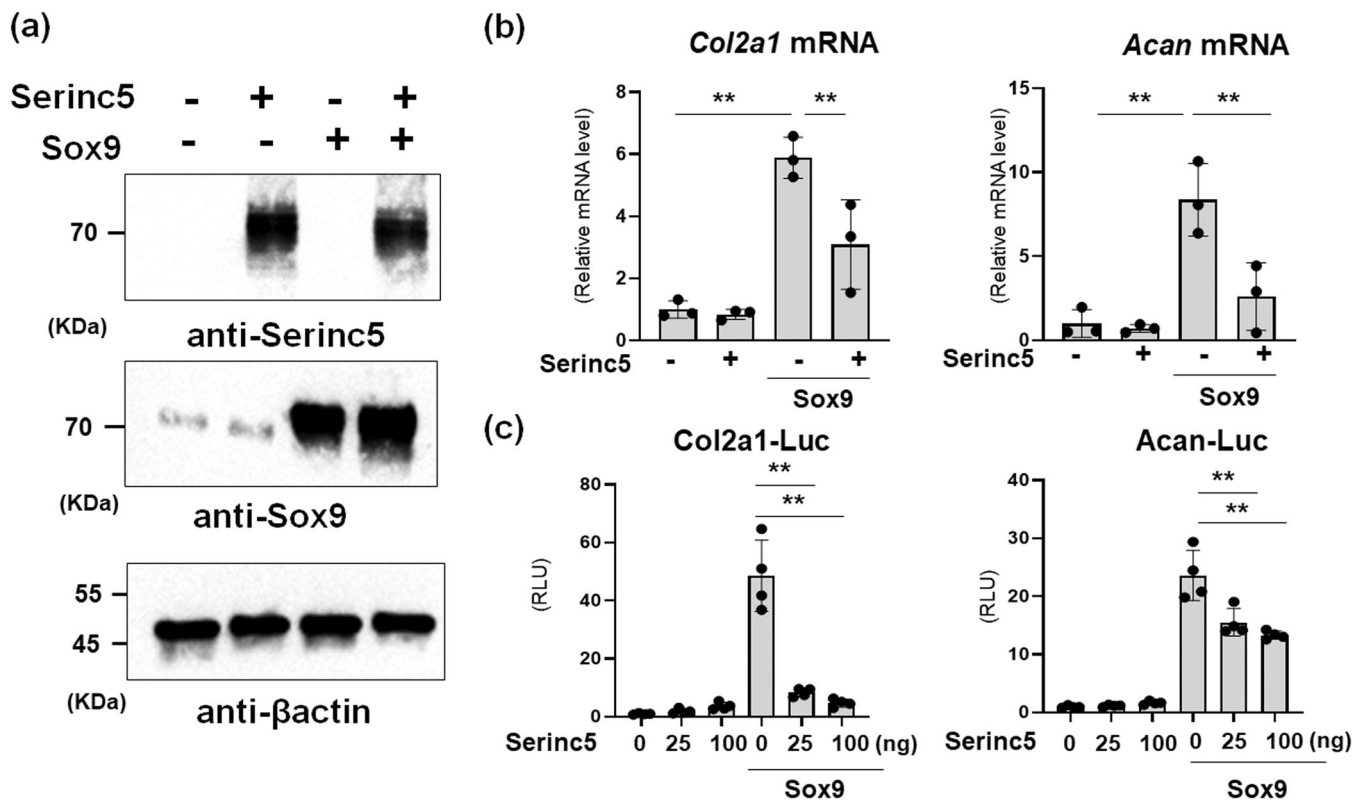 (a)
Serinc5 - + - +
Sox9 - - + +
70
(KDa)
anti-Serinc5
70
(KDa)
anti-Sox9
55
45
(KDa)
anti-βactin
(b)
Col2a1 mRNA
(Relative mRNA level)
8
6
4
2
0
** **
Serinc5 - + - +
Sox9
Acan mRNA
(Relative mRNA level)
15
10
5
0
** **
Serinc5 - + - +
Sox9
(c)
Col2a1-Luc
(RLU)
80
60
40
20
0
**
**
Serinc5 0 25 100 0 25 100 (ng)
Sox9
Acan-Luc
(RLU)
40
30
20
10
0
**
**
Serinc5 0 25 100 0 25 100 (ng)
Sox9